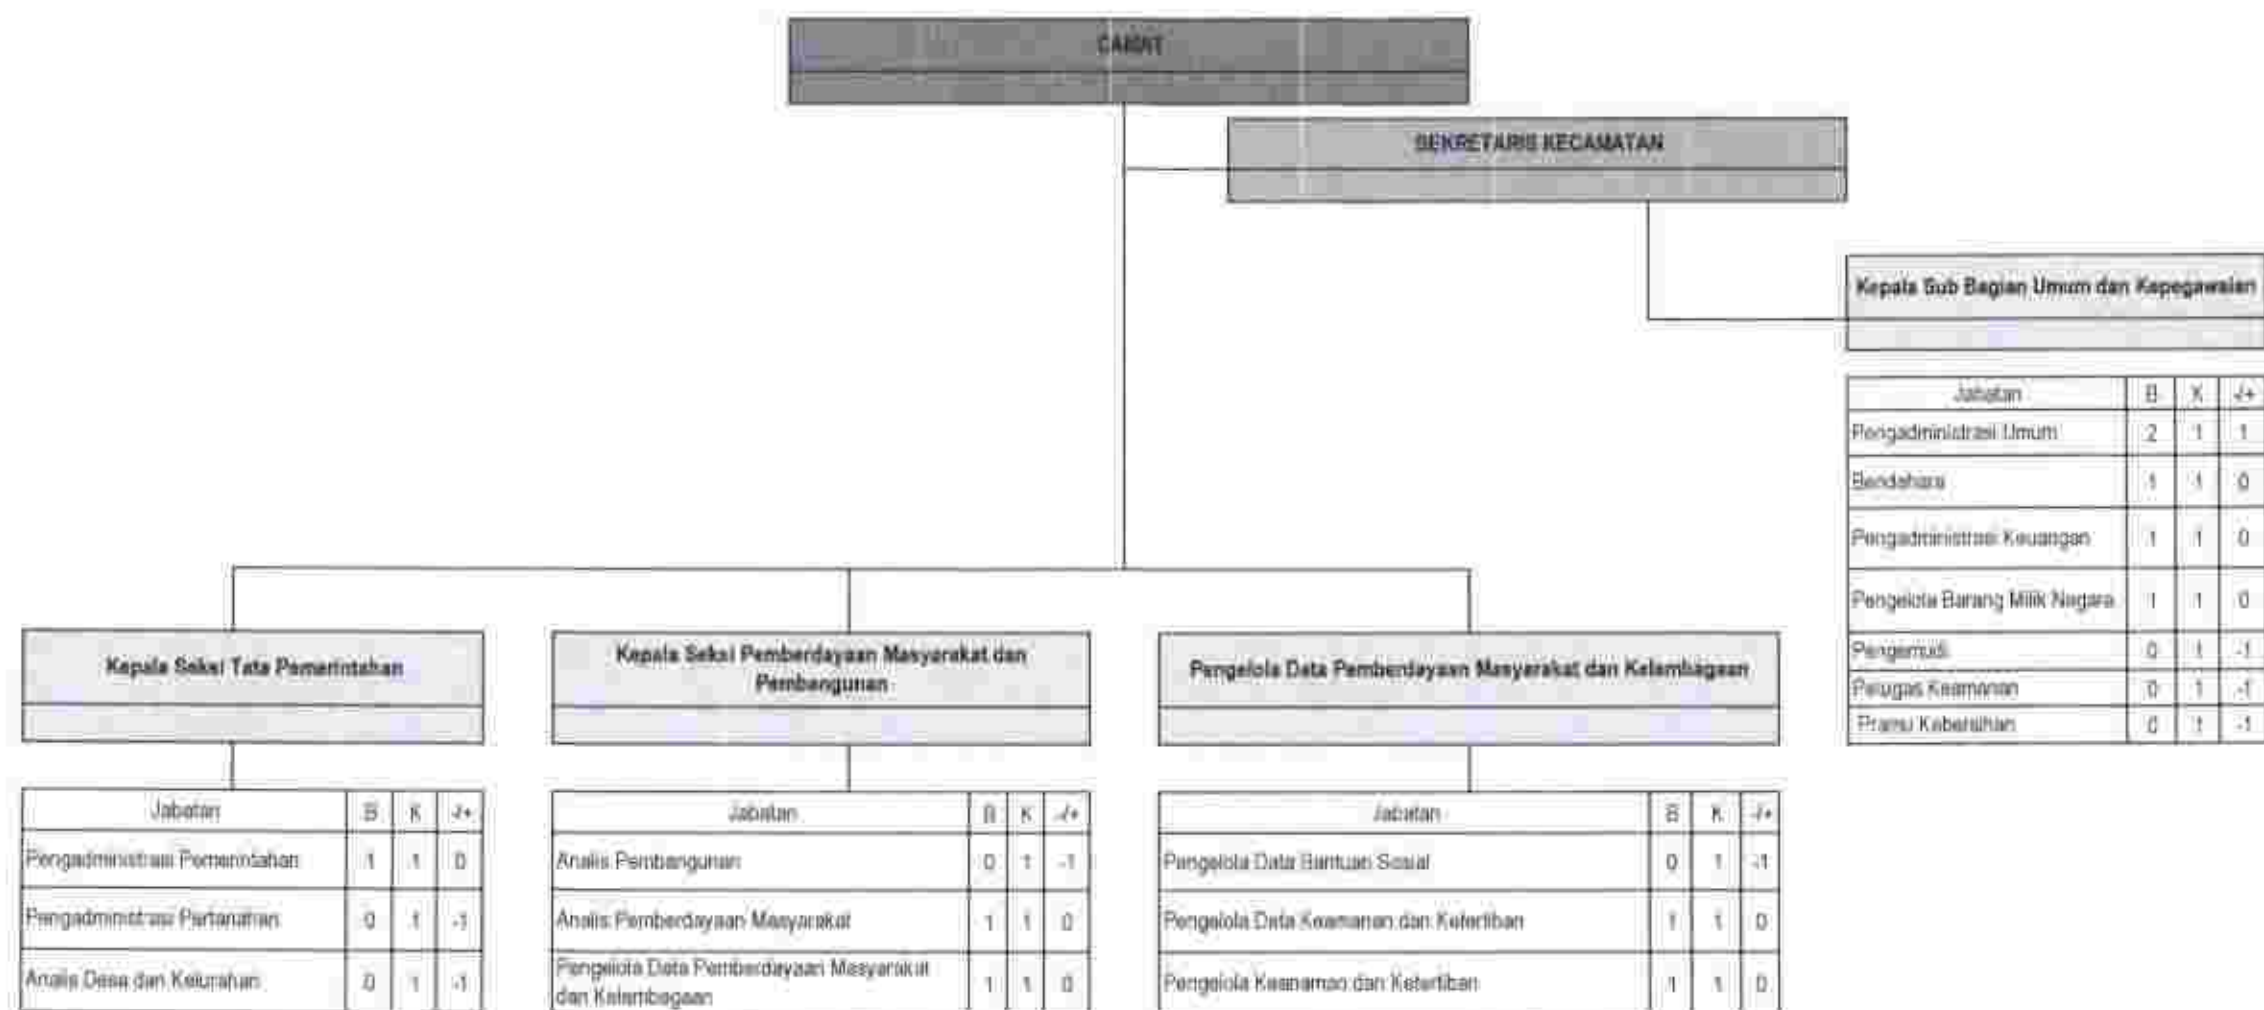 CAMAT
SEKRETARIS KECAMATAN
Kepala Sub Bagian Umum dan Kepegawaian
Jabatan B K -/+
Pengadministrasi Umum 2 1 1
Bendahara 1 1 0
Pengadministrasi Keuangan 1 1 0
Pengelola Barang Milik Negara 1 1 0
Pengemudi 0 1 -1
Petugas Keamanan 0 1 -1
Pramu Kebersihan 0 1 -1
Kepala Seksi Tata Pemerintahan
Jabatan B K -/+
Pengadministrasi Pemerintahan 1 1 0
Pengadministrasi Pertanahan 0 1 -1
Analis Desa dan Kelurahan 0 1 -1
Kepala Seksi Pemberdayaan Masyarakat dan
Pembangunan
Jabatan B K -/+
Analis Pembangunan 0 1 -1
Analis Pemberdayaan Masyarakat 1 1 0
Pengelola Data Pemberdayaan Masyarakat
dan Kelembagaan 1 1 0
Pengelola Data Pemberdayaan Masyarakat dan Kelembagaan
Jabatan B K -/+
Pengelola Data Bantuan Sosial 0 1 -1
Pengelola Data Keamanan dan Ketertiban 1 1 0
Pengelola Keanaman dan Ketertiban 1 1 0